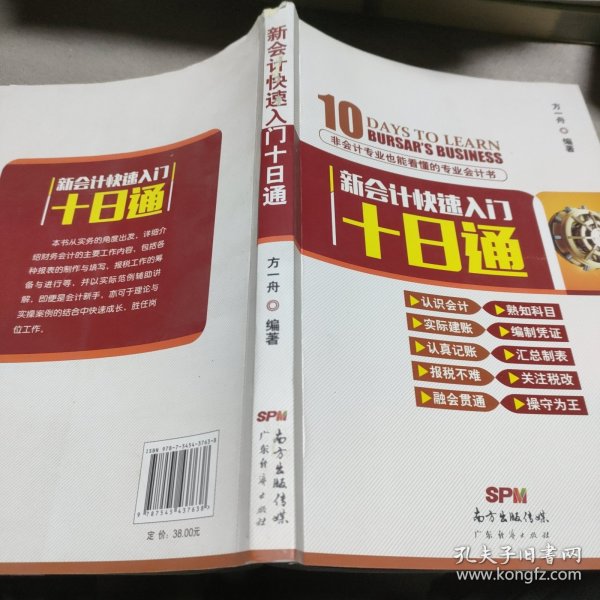 新会计快速入门
十日通
本书从实务的角度出发，详细介
绍财务会计的主要工作内容，包括各
种报表的制作与填写、报税工作的筹
备与进行等，并以实际范例辅助讲
解，即便是会计新手，亦可于理论与
实操案例的结合中快速成长，胜任岗
位工作。
ISBN 978-7-5454-3763-8
9 787545 437638 >
定价：38.00元
新会计快速入门十日通
方一舟◎编著
SPM
南方出版传媒
广东经济出版社
10 DAYS TO LEARN
BURSAR'S BUSINESS
非会计专业也能看懂的专业会计书
方一舟◎编著
新会计快速入门
十日通
认识会计 熟知科目
实际建账 编制凭证
认真记账 汇总制表
报税不难 关注税改
融会贯通 操守为王
SPM
南方出版传媒
广东经济出版社
孔夫子旧书网
www.kongfz.com